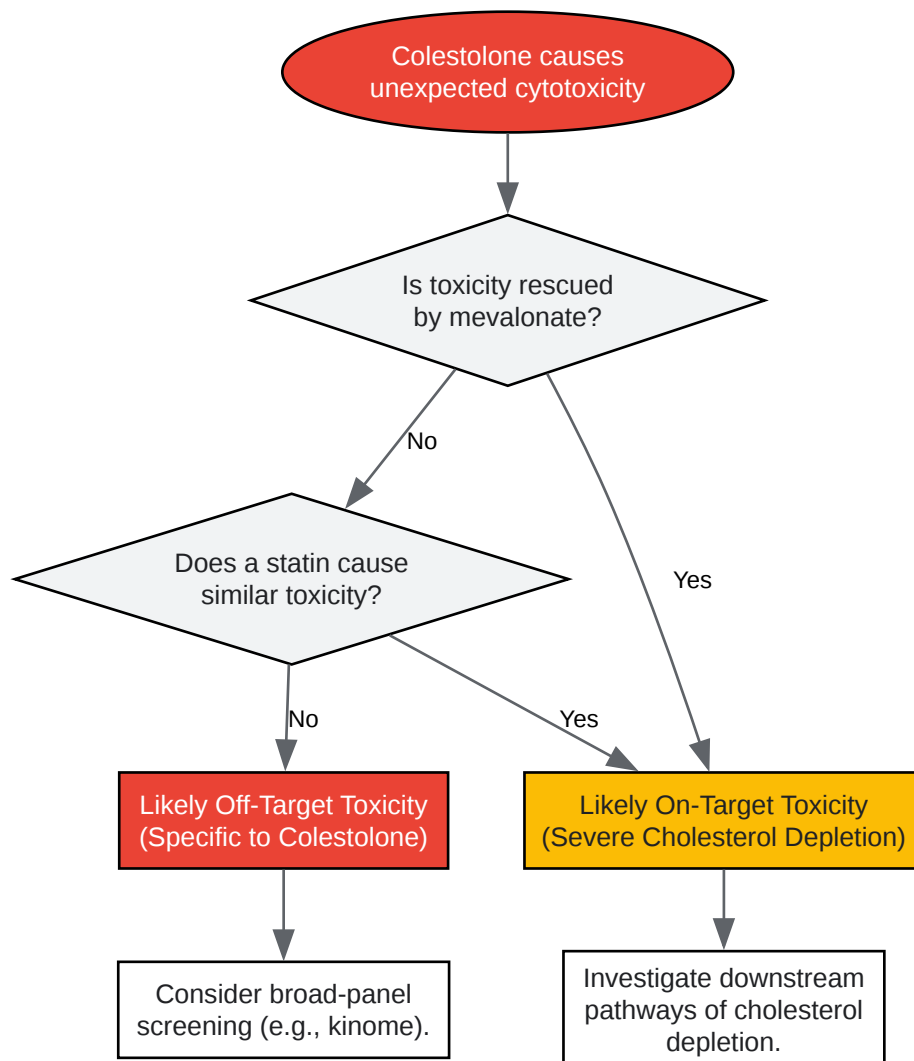 Colestolone causes
unexpected cytotoxicity
Is toxicity rescued
by mevalonate?
No
Yes
Does a statin cause
similar toxicity?
No
Yes
Likely Off-Target Toxicity
(Specific to Colestolone)
Likely On-Target Toxicity
(Severe Cholesterol Depletion)
Consider broad-panel
screening (e.g., kinome).
Investigate downstream
pathways of cholesterol
depletion.